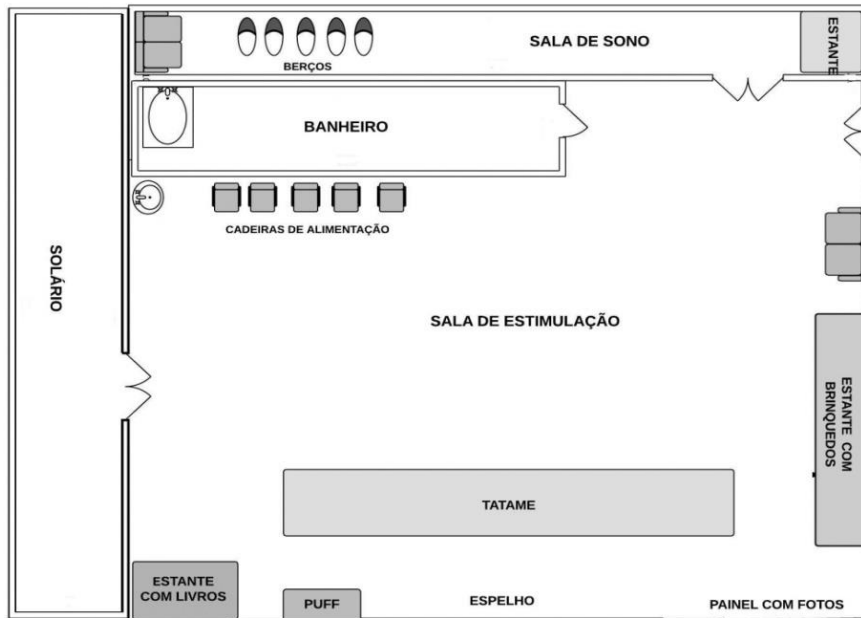 SALA DE SONO
ESTANTE
BERÇOS
BANHEIRO
CADEIRAS DE ALIMENTAÇÃO
SOLÁRIO
SALA DE ESTIMULAÇÃO
ESTANTE COM
BRINQUEDOS
TATAME
ESTANTE
COM LIVROS
PUFF
ESPELHO
PAINEL COM FOTOS